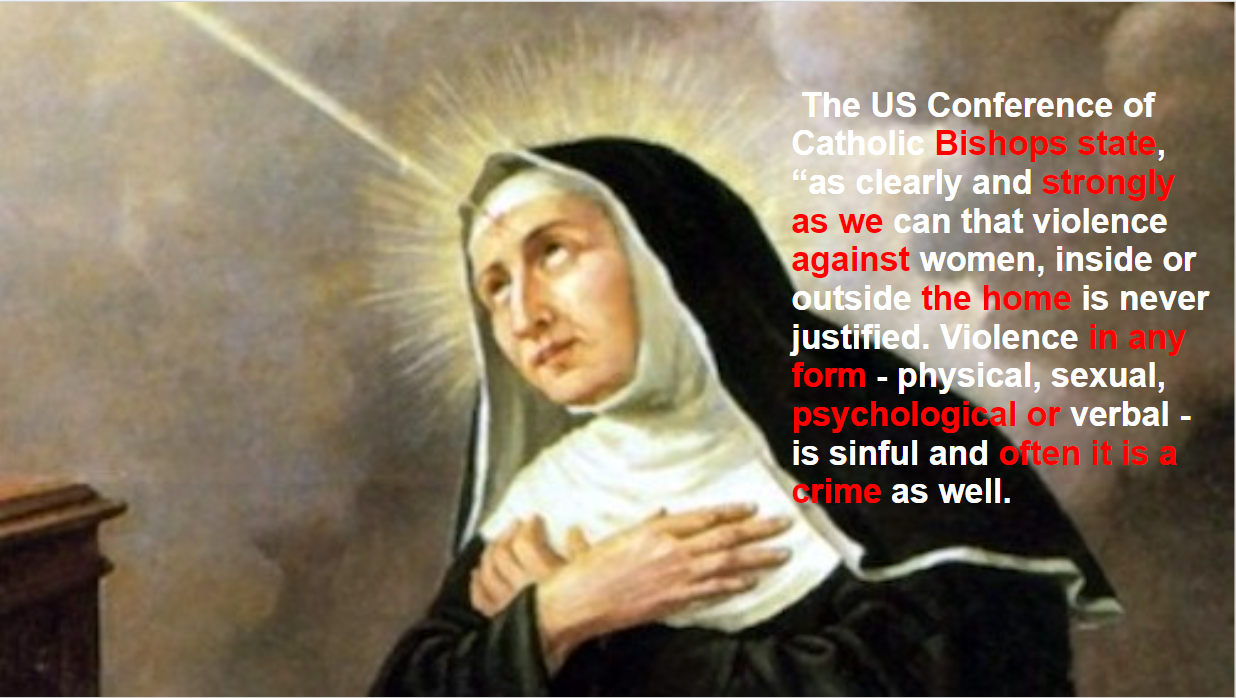 The US Conference of
Catholic Bishops state,
“as clearly and strongly
as we can that violence
against women, inside or
outside the home is never
justified. Violence in any
form - physical, sexual,
psychological or verbal -
is sinful and often it is a
crime as well.